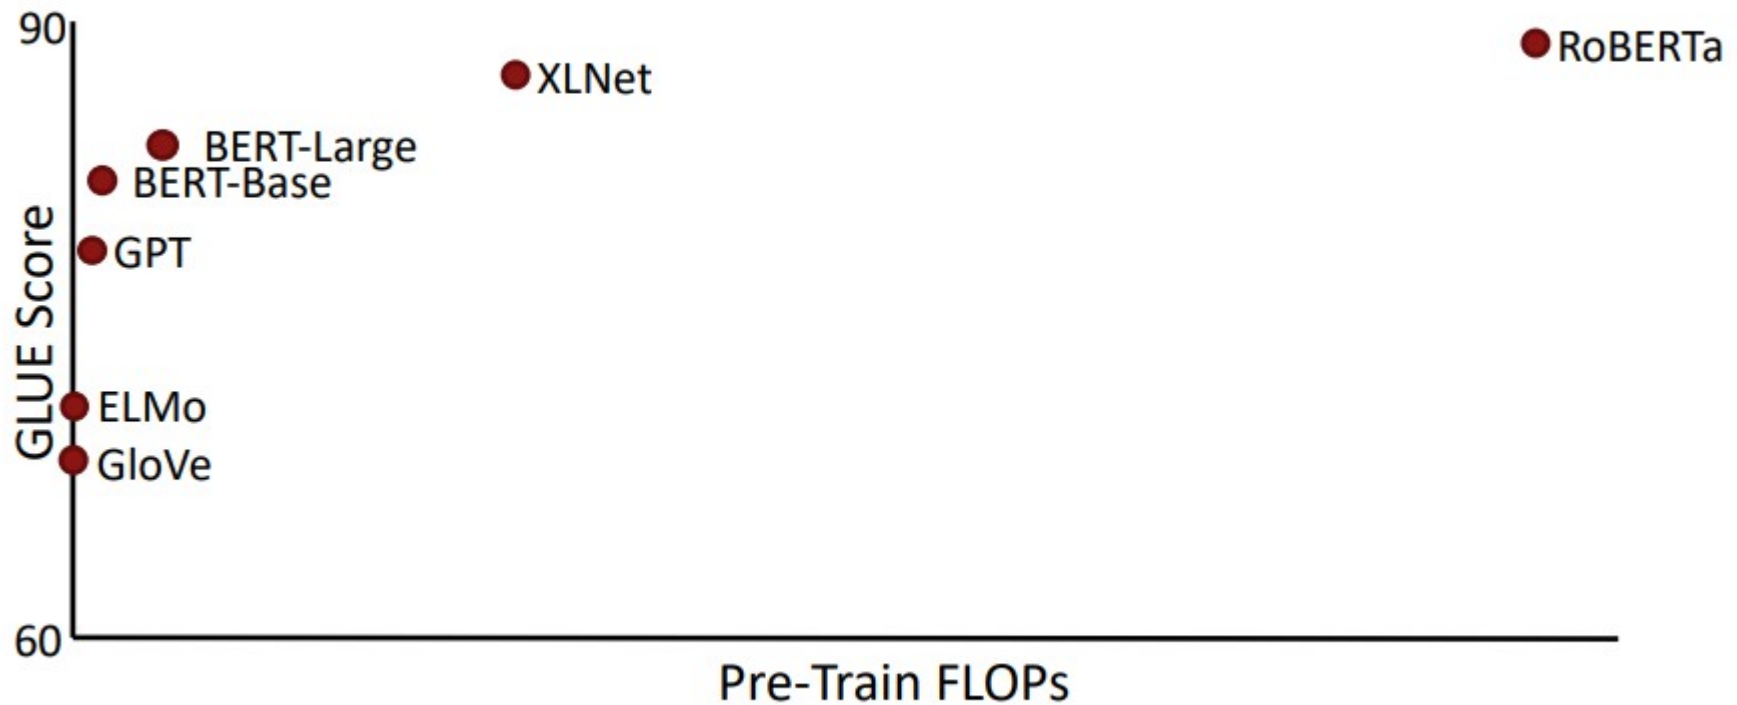 90
RoBERTa
XLNet
BERT-Large
BERT-Base
GPT
GLUE Score
ELMo
GloVe
60
Pre-Train FLOPs